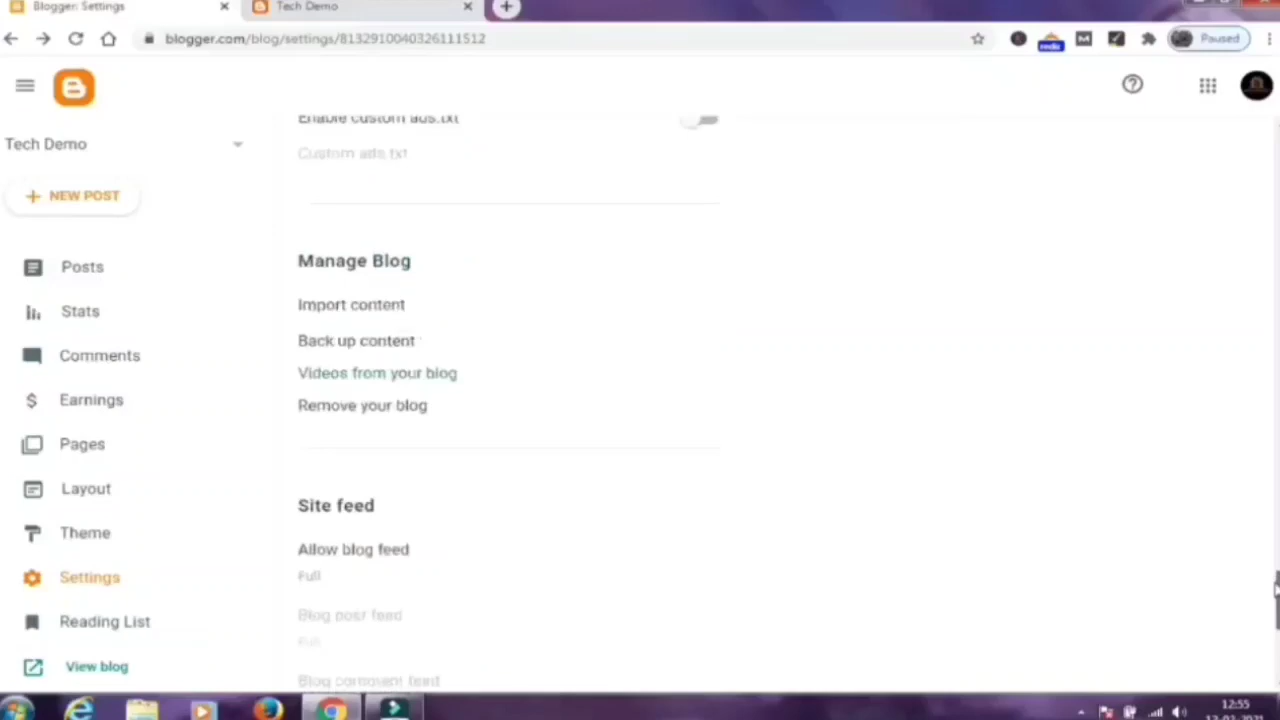 Blogger: Settings
Tech Demo
blogger.com/blog/settings/8132910040326111512
Paused
Tech Demo
NEW POST
Posts
Stats
Comments
Earnings
Pages
Layout
Theme
Settings
Reading List
View blog
Enable custom ads.txt
Custom ads.txt
Manage Blog
Import content
Back up content
Videos from your blog
Remove your blog
Site feed
Allow blog feed
Full
Blog post feed
Full
Blog comment feed
12:55